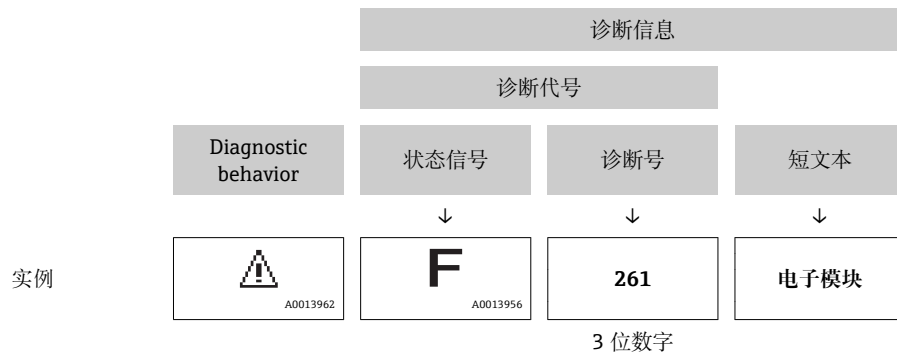 诊断信息
诊断代号
Diagnostic
behavior
状态信号
诊断号
短文本
实例
A0013962
F
A0013956
261
电子模块
3 位数字